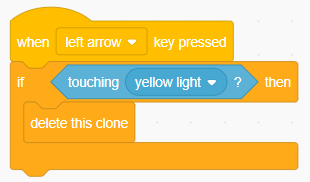 when left arrow key pressed
if touching yellow light ? then
delete this clone